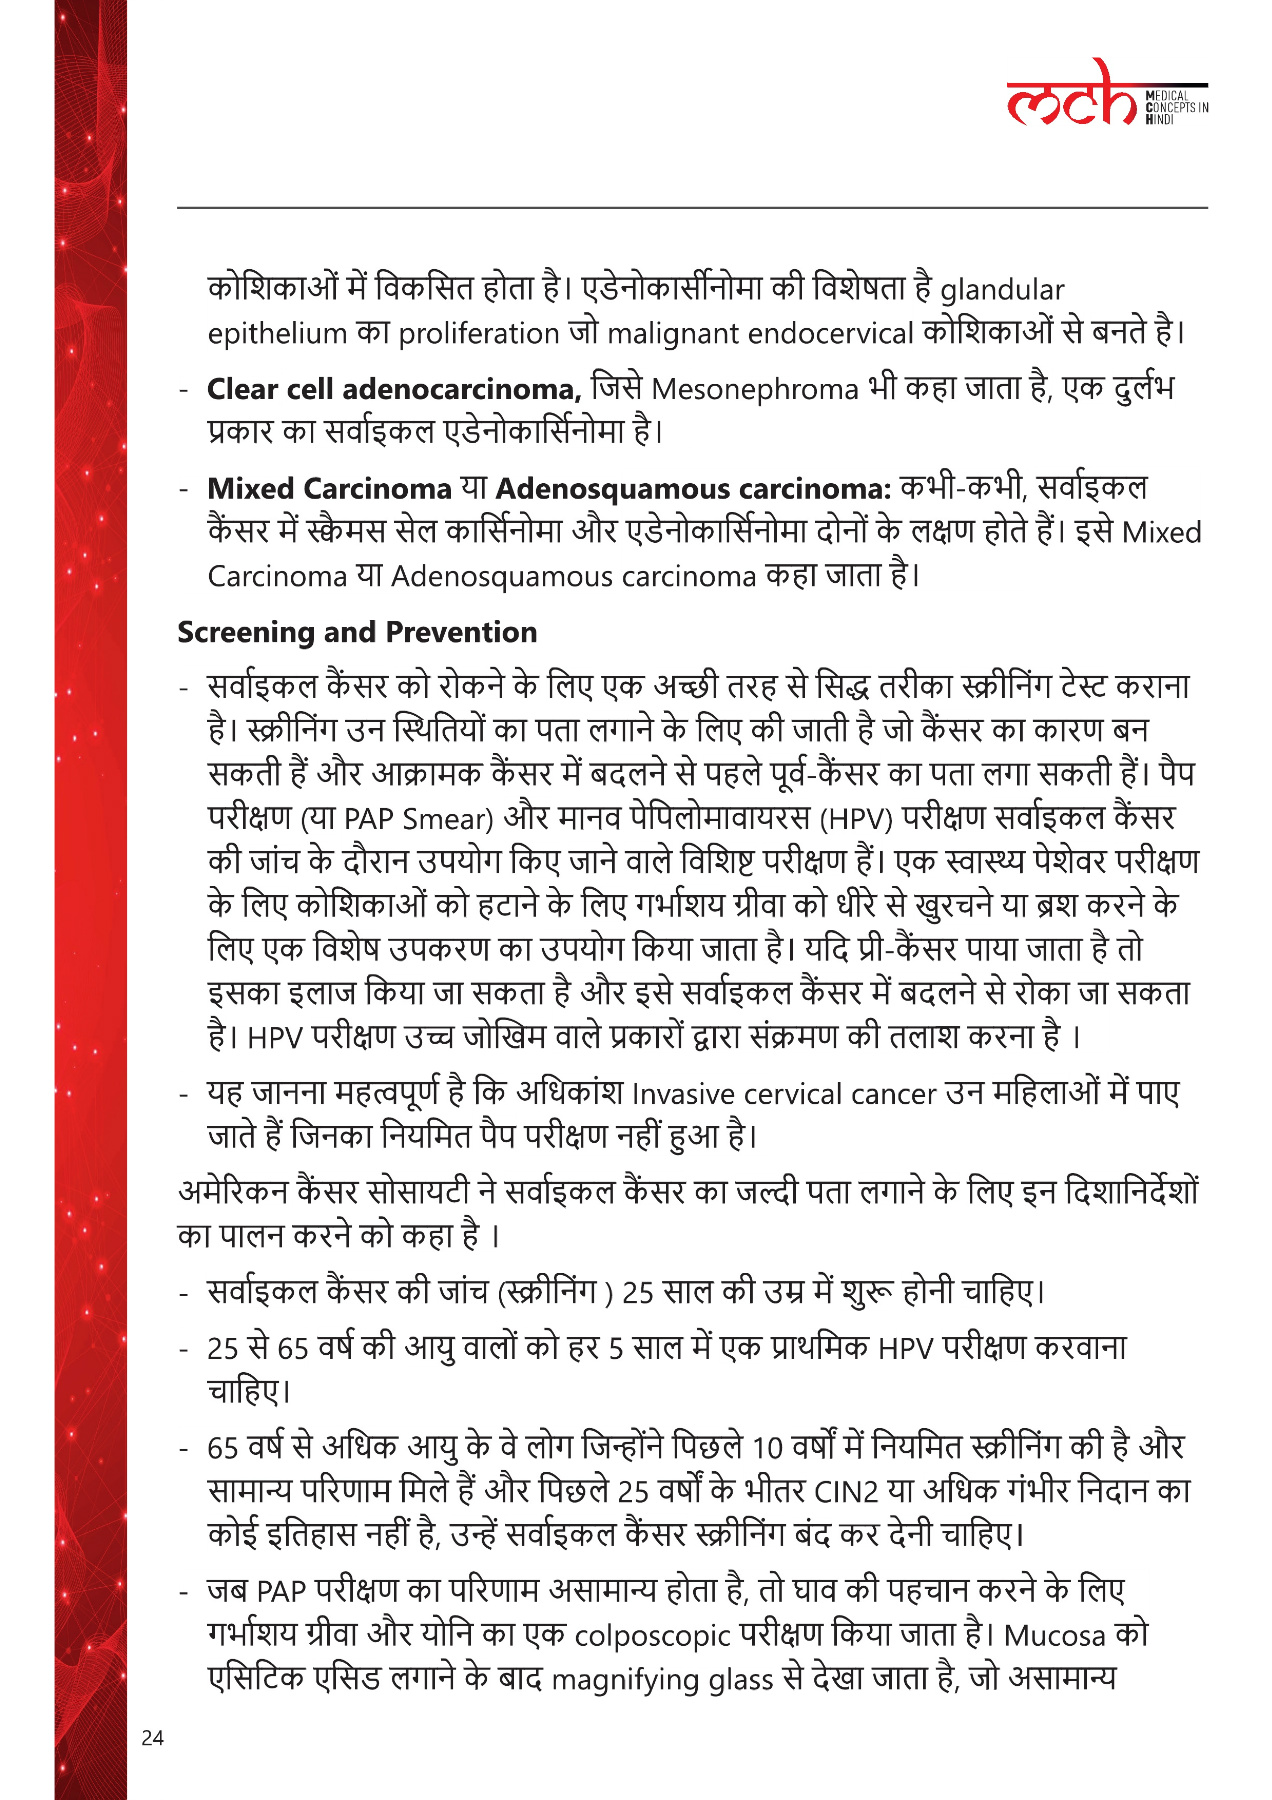 mch MEDICAL
CONCEPTS IN
HINDI
कोशिकाओं में विकसित होता है। एडेनोकार्सीनोमा की विशेषता है glandular
epithelium का proliferation जो malignant endocervical कोशिकाओं से बनते है।
- Clear cell adenocarcinoma, जिसे Mesonephroma भी कहा जाता है, एक दुर्लभ
प्रकार का सर्वाइकल एडेनोकार्सिनोमा है।
- Mixed Carcinoma या Adenosquamous carcinoma: कभी-कभी, सर्वाइकल
कैंसर में स्क्वैमस सेल कार्सिनोमा और एडेनोकार्सिनोमा दोनों के लक्षण होते हैं। इसे Mixed
Carcinoma या Adenosquamous carcinoma कहा जाता है।
Screening and Prevention
- सर्वाइकल कैंसर को रोकने के लिए एक अच्छी तरह से सिद्ध तरीका स्क्रीनिंग टेस्ट कराना
है। स्क्रीनिंग उन स्थितियों का पता लगाने के लिए की जाती है जो कैंसर का कारण बन
सकती हैं और आक्रामक कैंसर में बदलने से पहले पूर्व-कैंसर का पता लगा सकती हैं। पैप
परीक्षण (या PAP Smear) और मानव पेपिलोमावायरस (HPV) परीक्षण सर्वाइकल कैंसर
की जांच के दौरान उपयोग किए जाने वाले विशिष्ट परीक्षण हैं। एक स्वास्थ्य पेशेवर परीक्षण
के लिए कोशिकाओं को हटाने के लिए गर्भाशय ग्रीवा को धीरे से खुरचने या ब्रश करने के
लिए एक विशेष उपकरण का उपयोग किया जाता है। यदि प्री-कैंसर पाया जाता है तो
इसका इलाज किया जा सकता है और इसे सर्वाइकल कैंसर में बदलने से रोका जा सकता
है। HPV परीक्षण उच्च जोखिम वाले प्रकारों द्वारा संक्रमण की तलाश करना है ।
- यह जानना महत्वपूर्ण है कि अधिकांश Invasive cervical cancer उन महिलाओं में पाए
जाते हैं जिनका नियमित पैप परीक्षण नहीं हुआ है।
अमेरिकन कैंसर सोसायटी ने सर्वाइकल कैंसर का जल्दी पता लगाने के लिए इन दिशानिर्देशों
का पालन करने को कहा है ।
- सर्वाइकल कैंसर की जांच (स्क्रीनिंग ) 25 साल की उम्र में शुरू होनी चाहिए।
- 25 से 65 वर्ष की आयु वालों को हर 5 साल में एक प्राथमिक HPV परीक्षण करवाना
चाहिए।
- 65 वर्ष से अधिक आयु के वे लोग जिन्होंने पिछले 10 वर्षों में नियमित स्क्रीनिंग की है और
सामान्य परिणाम मिले हैं और पिछले 25 वर्षों के भीतर CIN2 या अधिक गंभीर निदान का
कोई इतिहास नहीं है, उन्हें सर्वाइकल कैंसर स्क्रीनिंग बंद कर देनी चाहिए।
- जब PAP परीक्षण का परिणाम असामान्य होता है, तो घाव की पहचान करने के लिए
गर्भाशय ग्रीवा और योनि का एक colposcopic परीक्षण किया जाता है। Mucosa को
एसिटिक एसिड लगाने के बाद magnifying glass से देखा जाता है, जो असामान्य
24